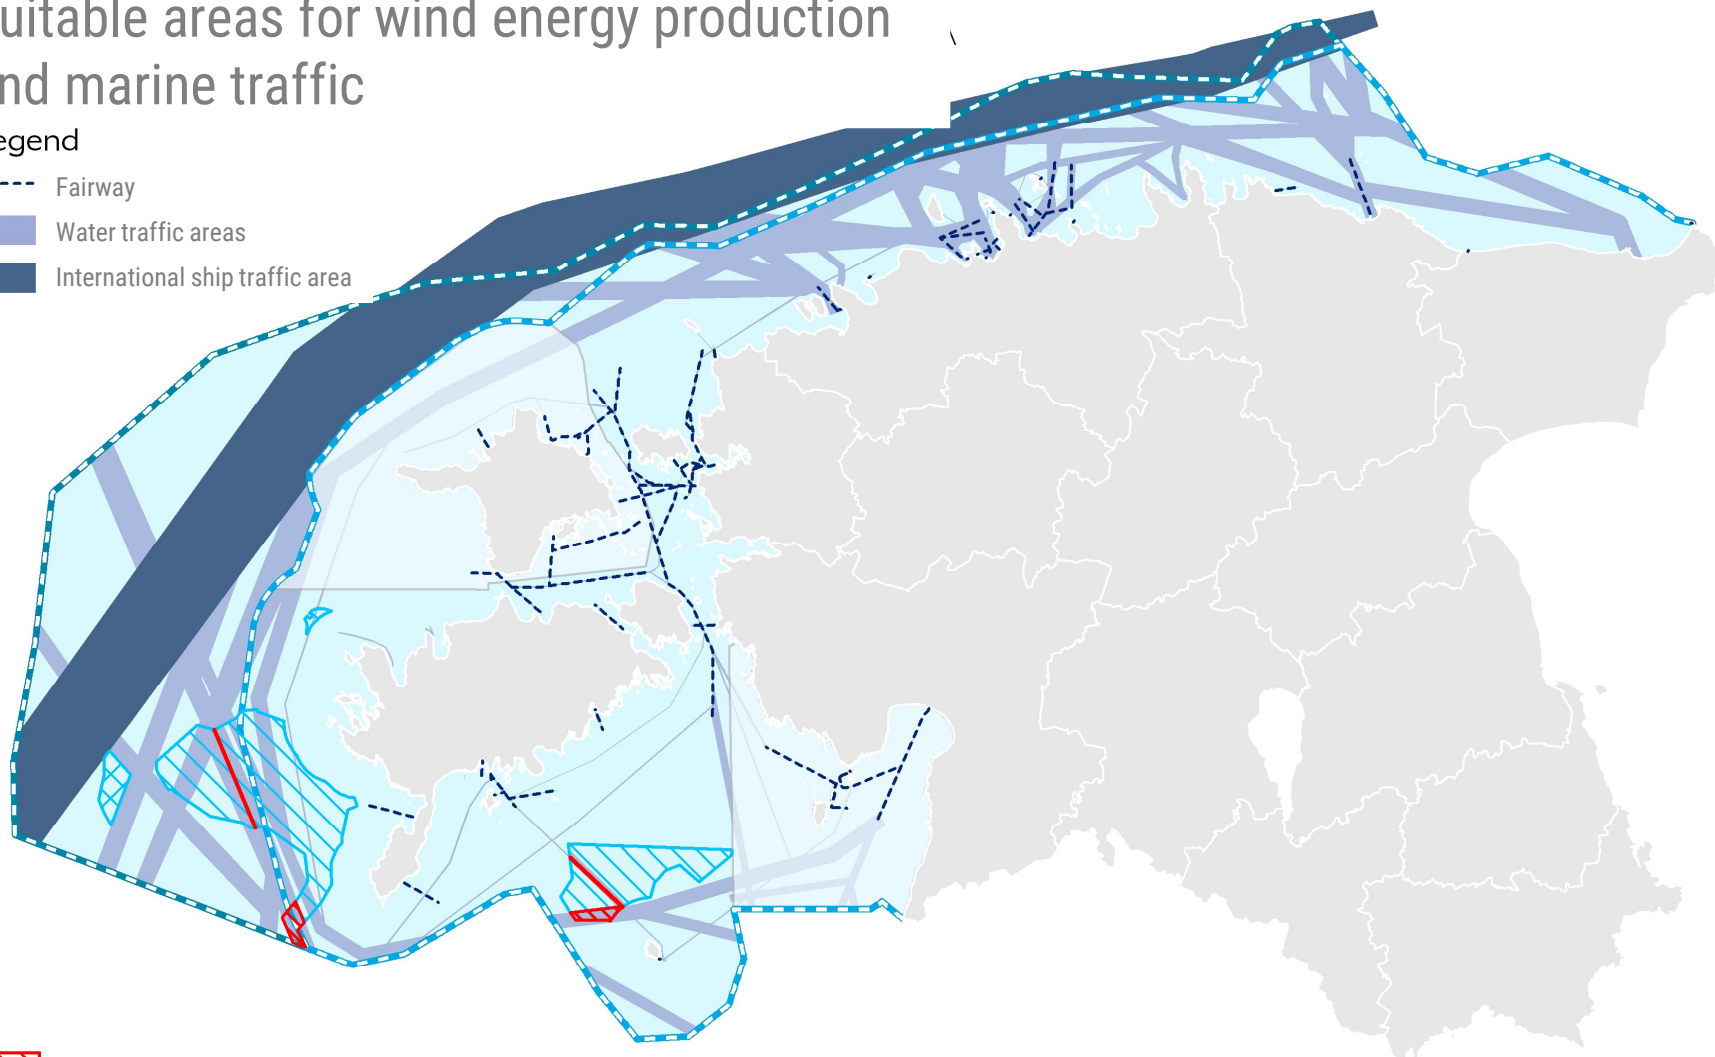 uitable areas for wind energy production
nd marine traffic
egend
Fairway
Water traffic areas
International ship traffic area